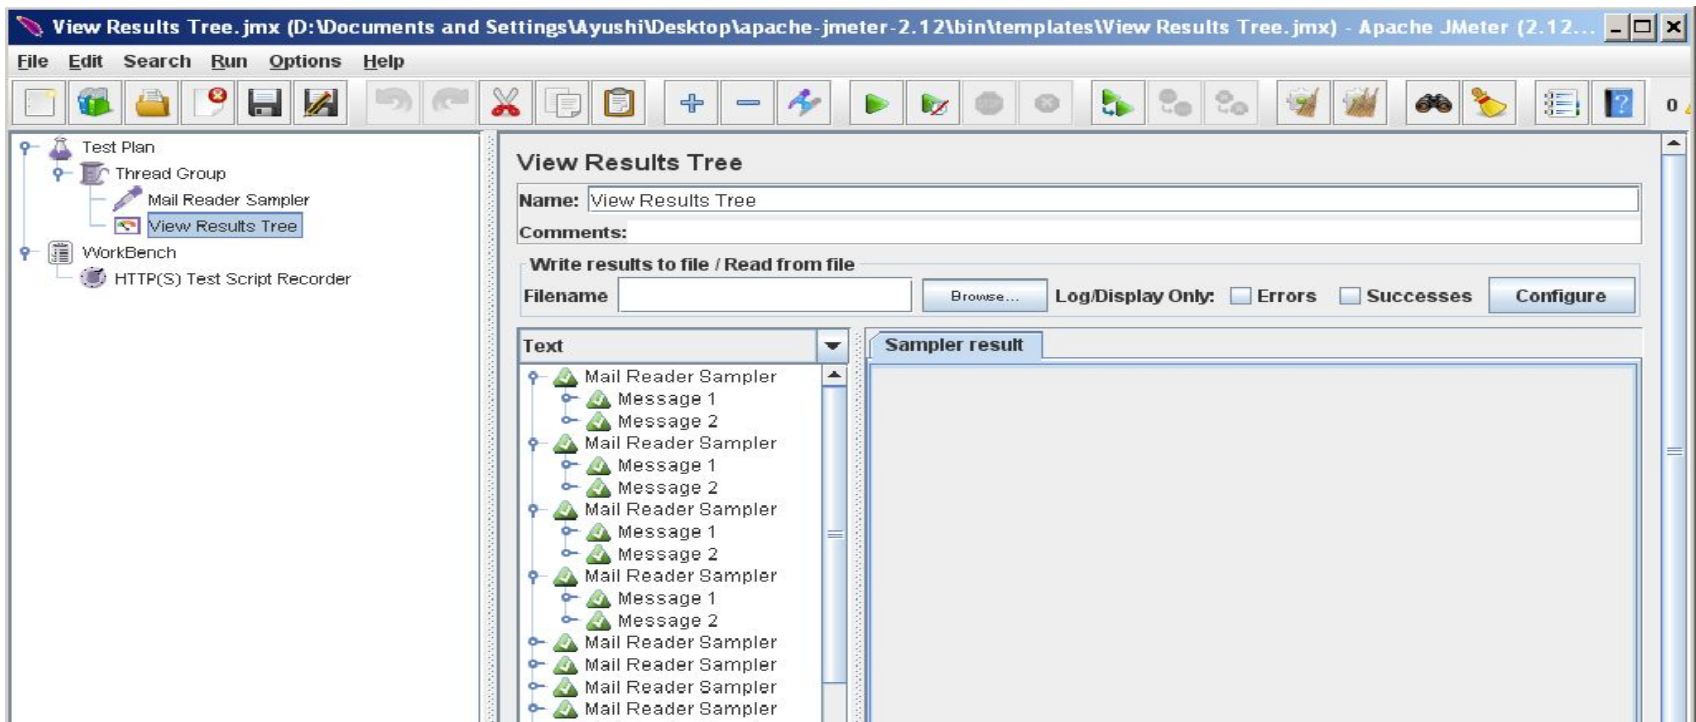 View Results Tree.jmx (D:\Documents and Settings\Ayushi\Desktop\apache-jmeter-2.12\bin\templates\View Results Tree.jmx) - Apache JMeter (2.12...
File Edit Search Run Options Help
0
Test Plan
Thread Group
Mail Reader Sampler
View Results Tree
WorkBench
HTTP(S) Test Script Recorder
View Results Tree
Name: View Results Tree
Comments:
Write results to file / Read from file
Filename Browse... Log/Display Only: Errors Successes Configure
Text
Sampler result
Mail Reader Sampler
Message 1
Message 2
Mail Reader Sampler
Message 1
Message 2
Mail Reader Sampler
Message 1
Message 2
Mail Reader Sampler
Message 1
Message 2
Mail Reader Sampler
Mail Reader Sampler
Mail Reader Sampler
Mail Reader Sampler